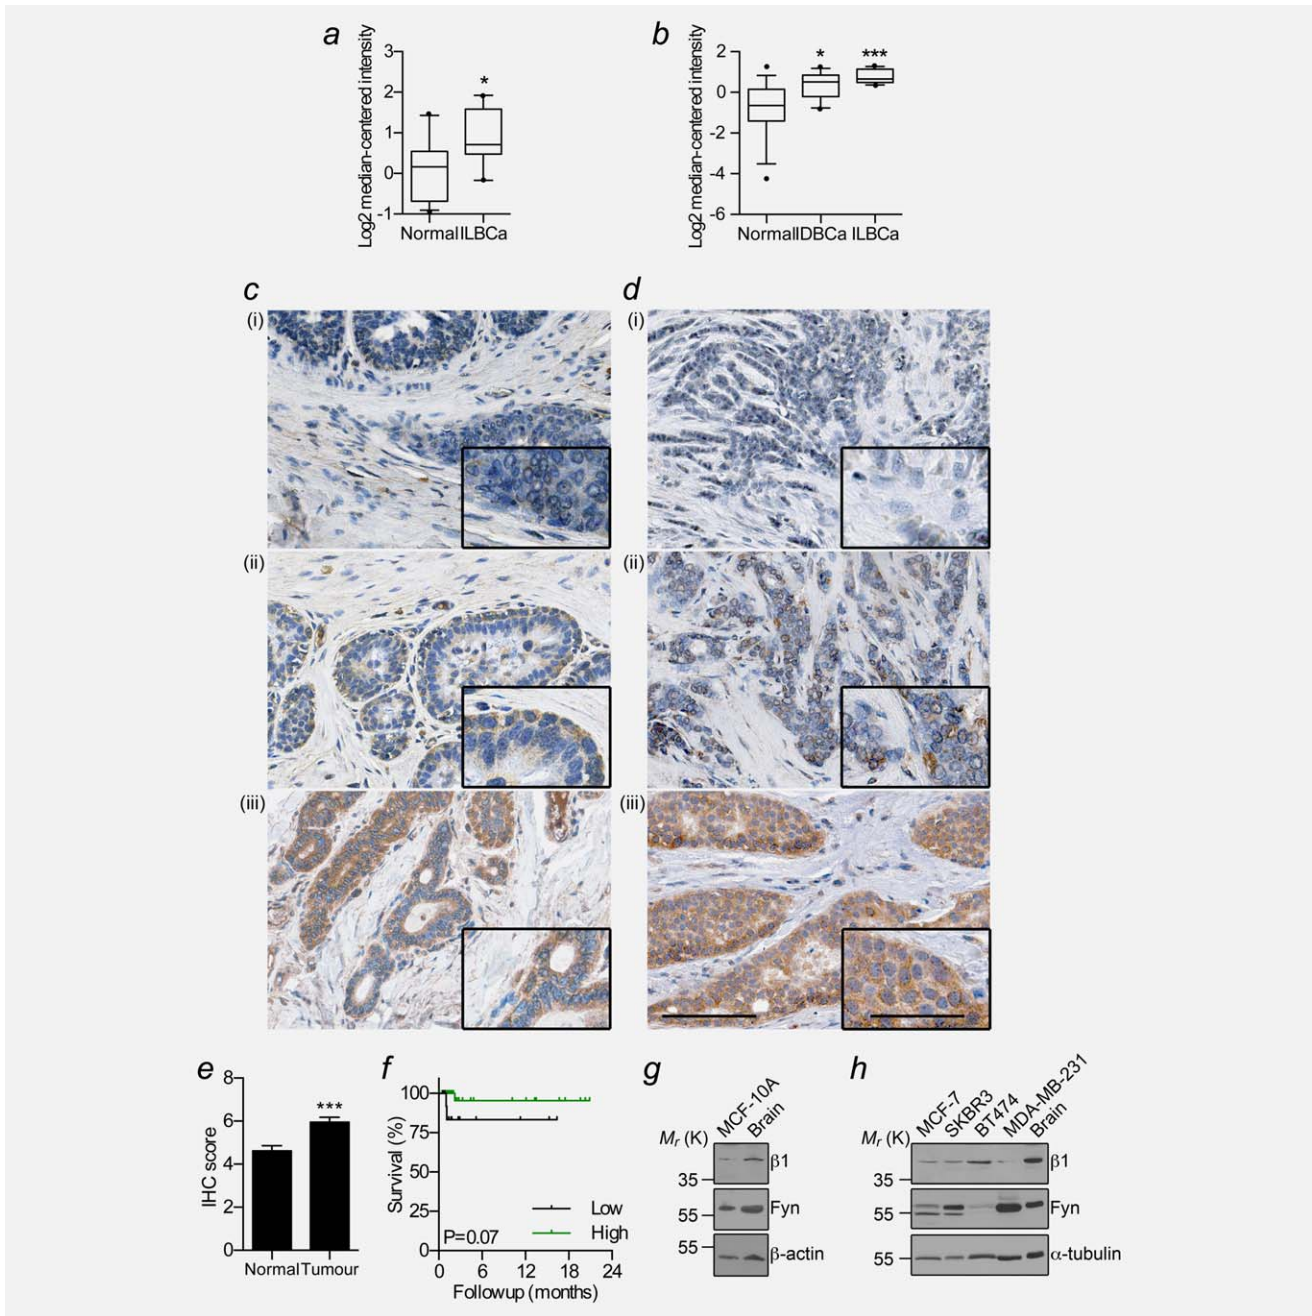 a
Log2 median-centered intensity
3
2
1
0
-1
*
Normal ILBCa
b
Log2 median-centered intensity
2
0
-2
-4
-6
* ***
Normal IDBCa ILBCa
c
(i)
(ii)
(iii)
d
(i)
(ii)
(iii)
e
IHC score
8
6
4
2
0
***
Normal Tumour
f
Survival (%)
100
75
50
25
0
Low
High
P=0.07
0 6 12 18 24
Followup (months)
g
MCF-10A
Brain
Mr (K)
β1
35
Fyn
55
55
β-actin
h
MCF-7
SKBR3
BT474
MDA-MB-231
Brain
Mr (K)
β1
35
Fyn
55
55
α-tubulin